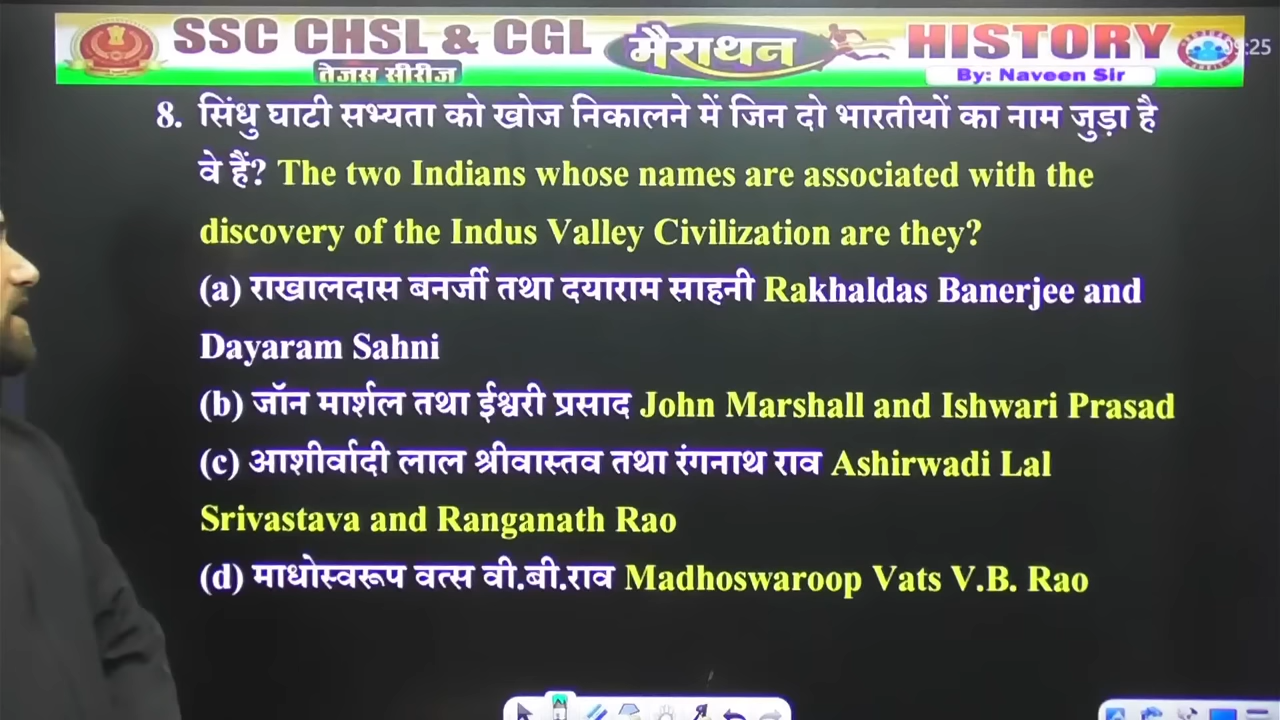 SSC CHSL & CGL
तेजस सीरीज
मैराथन
HISTORY
By: Naveen Sir
:25
8. सिंधु घाटी सभ्यता को खोज निकालने में जिन दो भारतीयों का नाम जुड़ा है
वे हैं? The two Indians whose names are associated with the
discovery of the Indus Valley Civilization are they?
(a) राखालदास बनर्जी तथा दयाराम साहनी Rakhaldas Banerjee and
Dayaram Sahni
(b) जॉन मार्शल तथा ईश्वरी प्रसाद John Marshall and Ishwari Prasad
(c) आशीर्वादी लाल श्रीवास्तव तथा रंगनाथ राव Ashirwadi Lal
Srivastava and Ranganath Rao
(d) माधोस्वरूप वत्स वी.बी.राव Madhoswaroop Vats V.B. Rao